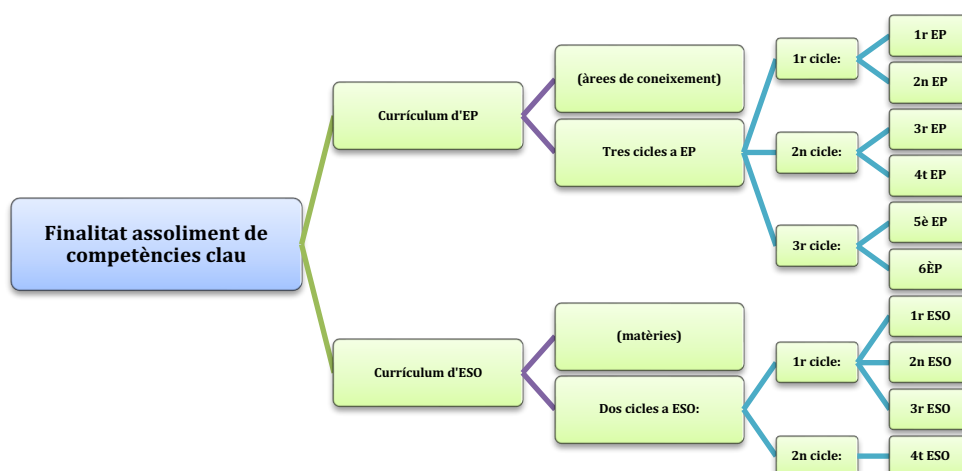 Finalitat assoliment de
competències clau
Currículum d'EP
(àrees de coneixement)
Tres cicles a EP
1r cicle:
1r EP
2n EP
2n cicle:
3r EP
4t EP
3r cicle:
5è EP
6ÈP
Currículum d'ESO
(matèries)
Dos cicles a ESO:
1r cicle:
1r ESO
2n ESO
3r ESO
2n cicle:
4t ESO